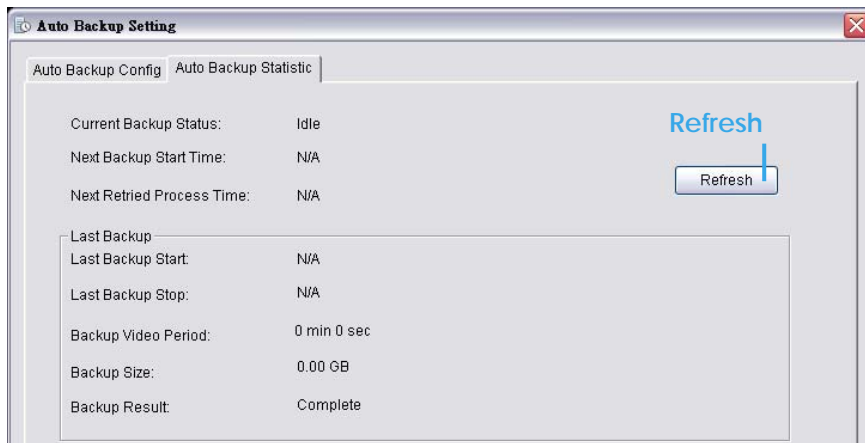 Auto Backup Setting
Auto Backup Config Auto Backup Statistic
Current Backup Status: Idle
Refresh
Next Backup Start Time: N/A
Refresh
Next Retried Process Time: N/A
Last Backup
Last Backup Start: N/A
Last Backup Stop: N/A
Backup Video Period: 0 min 0 sec
Backup Size: 0.00 GB
Backup Result: Complete